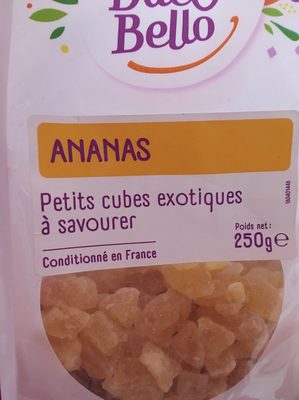 Bello
ANANAS
Petits cubes exotiques
à savourer
Conditionné en France
Poids net:
250g℮